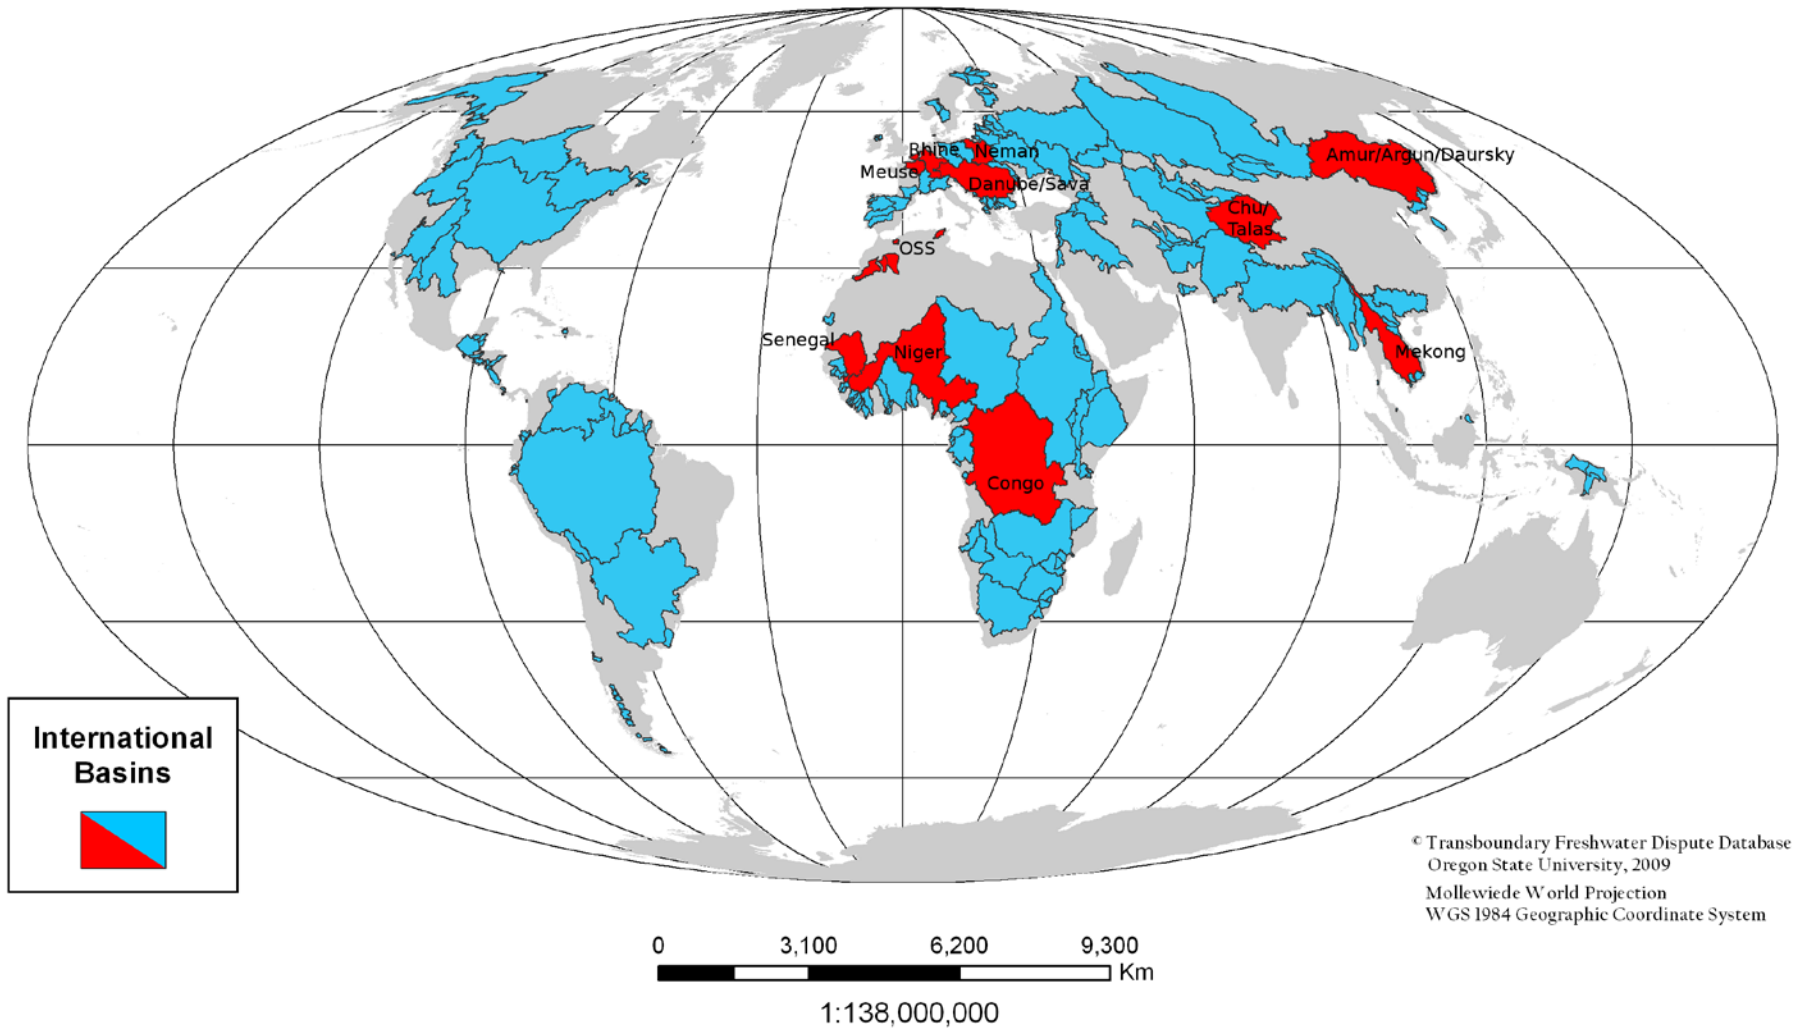 Rhine
Neman
Amur/Argun/Daursky
Meuse
Danube/Sava
Chu/
Talas
OSS
Senegal
Niger
Mekong
Congo
International
Basins
© Transboundary Freshwater Dispute Database
Oregon State University, 2009
Mollewiede World Projection
WGS 1984 Geographic Coordinate System
0 3,100 6,200 9,300
Km
1:138,000,000